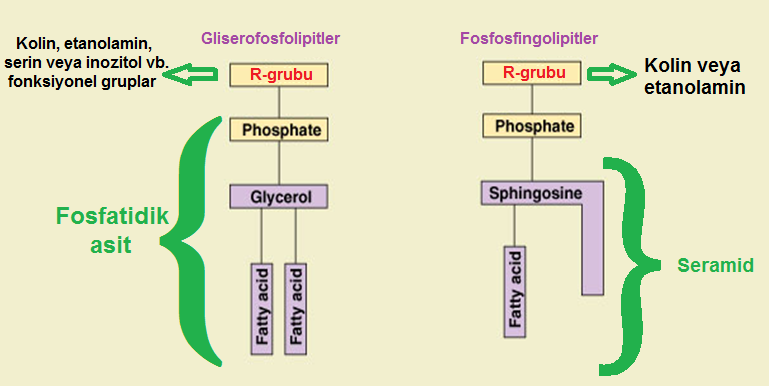 Kolin, etanolamin,
serin veya inozitol vb.
fonksiyonel gruplar
Gliserofosfolipitler
R-grubu
Phosphate
Glycerol
Fatty acid
Fatty acid
Fosfatidik
asit
Fosfosfingolipitler
R-grubu
Kolin veya
etanolamin
Phosphate
Sphingosine
Fatty acid
Seramid